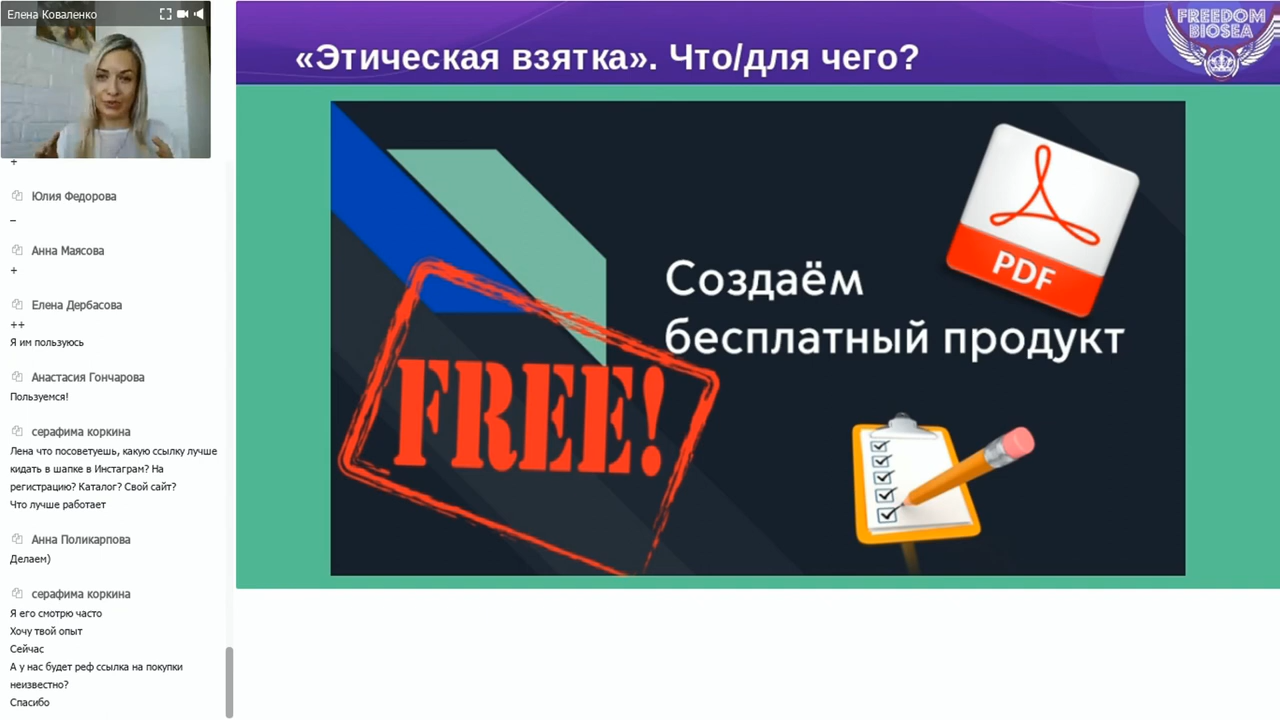 Елена Коваленко
+
Юлия Федорова
–
Анна Маясова
+
Елена Дербасова
++
Я им пользуюсь
Анастасия Гончарова
Пользуемся!
серафима коркина
Лена что посоветуешь, какую ссылку лучше
кидать в шапке в Инстаграм? На
регистрацию? Каталог? Свой сайт?
Что лучше работает
Анна Поликарпова
Делаем)
серафима коркина
Я его смотрю часто
Хочу твой опыт
Сейчас
А у нас будет реф ссылка на покупки
неизвестно?
Спасибо
«Этическая взятка». Что/для чего?
FREEDOM
BIOSEA
PDF
Создаём
бесплатный продукт
FREE!